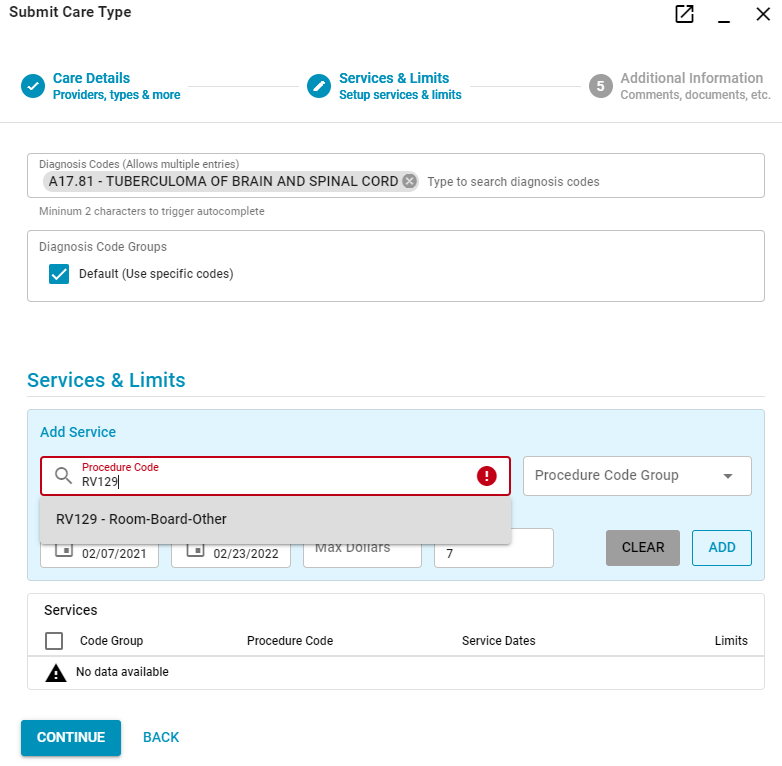 Submit Care Type
Care Details
Providers, types & more
Services & Limits
Setup services & limits
5
Additional Information
Comments, documents, etc.
Diagnosis Codes (Allows multiple entries)
A17.81 - TUBERCULOMA OF BRAIN AND SPINAL CORD
Type to search diagnosis codes
Mininum 2 characters to trigger autocomplete
Diagnosis Code Groups
Default (Use specific codes)
Services & Limits
Add Service
Procedure Code
RV129
Procedure Code Group
RV129 - Room-Board-Other
02/07/2021
02/23/2022
Max Dollars
7
CLEAR
ADD
Services
Code Group Procedure Code Service Dates Limits
No data available
CONTINUE
BACK